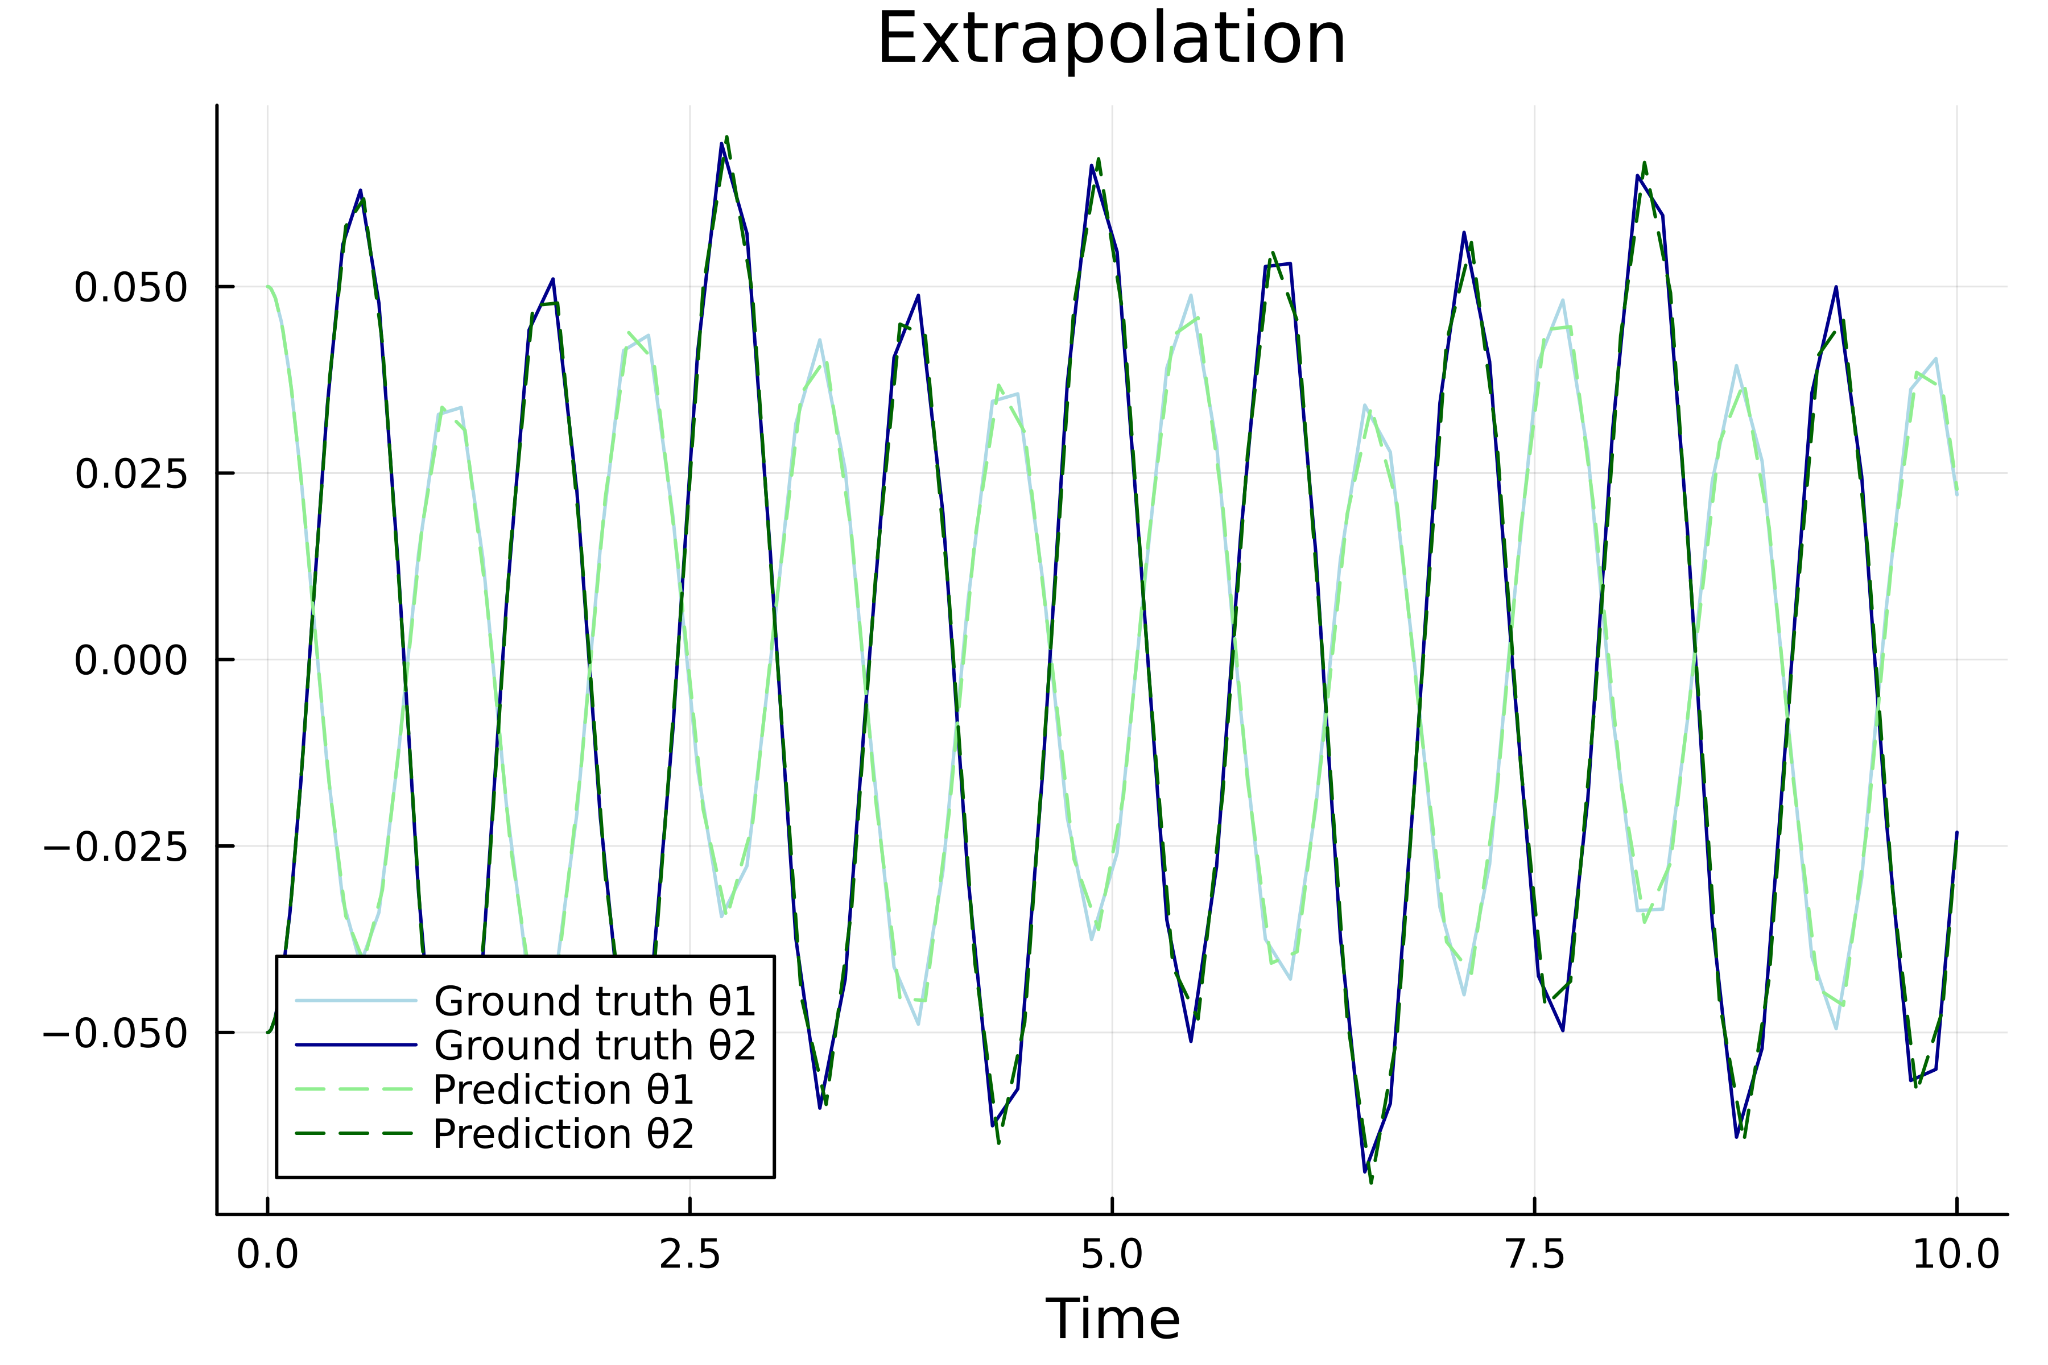 Extrapolation
0.050
0.025
0.000
−0.025
−0.050
Ground truth θ1
Ground truth θ2
Prediction θ1
Prediction θ2
0.0 2.5 5.0 7.5 10.0
Time